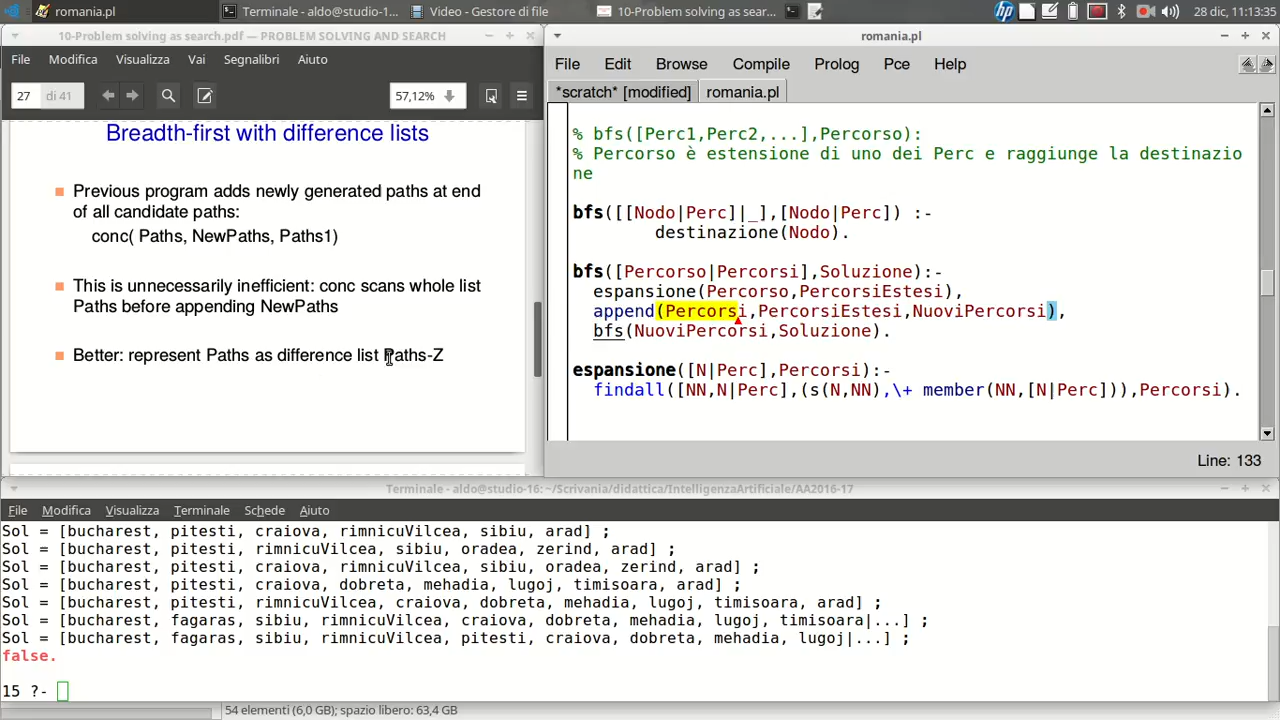 romania.pl
Terminale - aldo@studio-1...
Video - Gestore di file
10-Problem solving as sear...
28 dic, 11:13:35
10-Problem solving as search.pdf — PROBLEM SOLVING AND SEARCH
File Modifica Visualizza Vai Segnalibri Aiuto
27 di 41
57,12%
Breadth-first with difference lists
Previous program adds newly generated paths at end
of all candidate paths:
conc( Paths, NewPaths, Paths1)
This is unnecessarily inefficient: conc scans whole list
Paths before appending NewPaths
Better: represent Paths as difference list Paths-Z
romania.pl
File Edit Browse Compile Prolog Pce Help
*scratch* [modified] romania.pl
% bfs([Perc1,Perc2,...],Percorso):
% Percorso è estensione di uno dei Perc e raggiunge la destinazio
ne
bfs([[Nodo|Perc]|_],[Nodo|Perc]) :-
destinazione(Nodo).
bfs([Percorso|Percorsi],Soluzione):-
espansione(Percorso,PercorsiEstesi),
append(Percorsi,PercorsiEstesi,NuoviPercorsi),
bfs(NuoviPercorsi,Soluzione).
espansione([N|Perc],Percorsi):-
findall([NN,N|Perc],(s(N,NN),\+ member(NN,[N|Perc])),Percorsi).
Line: 133
Terminale - aldo@studio-16: ~/Scrivania/didattica/IntelligenzaArtificiale/AA2016-17
File Modifica Visualizza Terminale Schede Aiuto
Sol = [bucharest, pitesti, craiova, rimnicuVilcea, sibiu, arad] ;
Sol = [bucharest, pitesti, rimnicuVilcea, sibiu, oradea, zerind, arad] ;
Sol = [bucharest, pitesti, craiova, rimnicuVilcea, sibiu, oradea, zerind, arad] ;
Sol = [bucharest, pitesti, craiova, dobreta, mehadia, lugoj, timisoara, arad] ;
Sol = [bucharest, pitesti, rimnicuVilcea, craiova, dobreta, mehadia, lugoj, timisoara, arad] ;
Sol = [bucharest, fagaras, sibiu, rimnicuVilcea, craiova, dobreta, mehadia, lugoj, timisoara|...] ;
Sol = [bucharest, fagaras, sibiu, rimnicuVilcea, pitesti, craiova, dobreta, mehadia, lugoj|...] ;
false.
15 ?-
54 elementi (6,0 GB); spazio libero: 63,4 GB